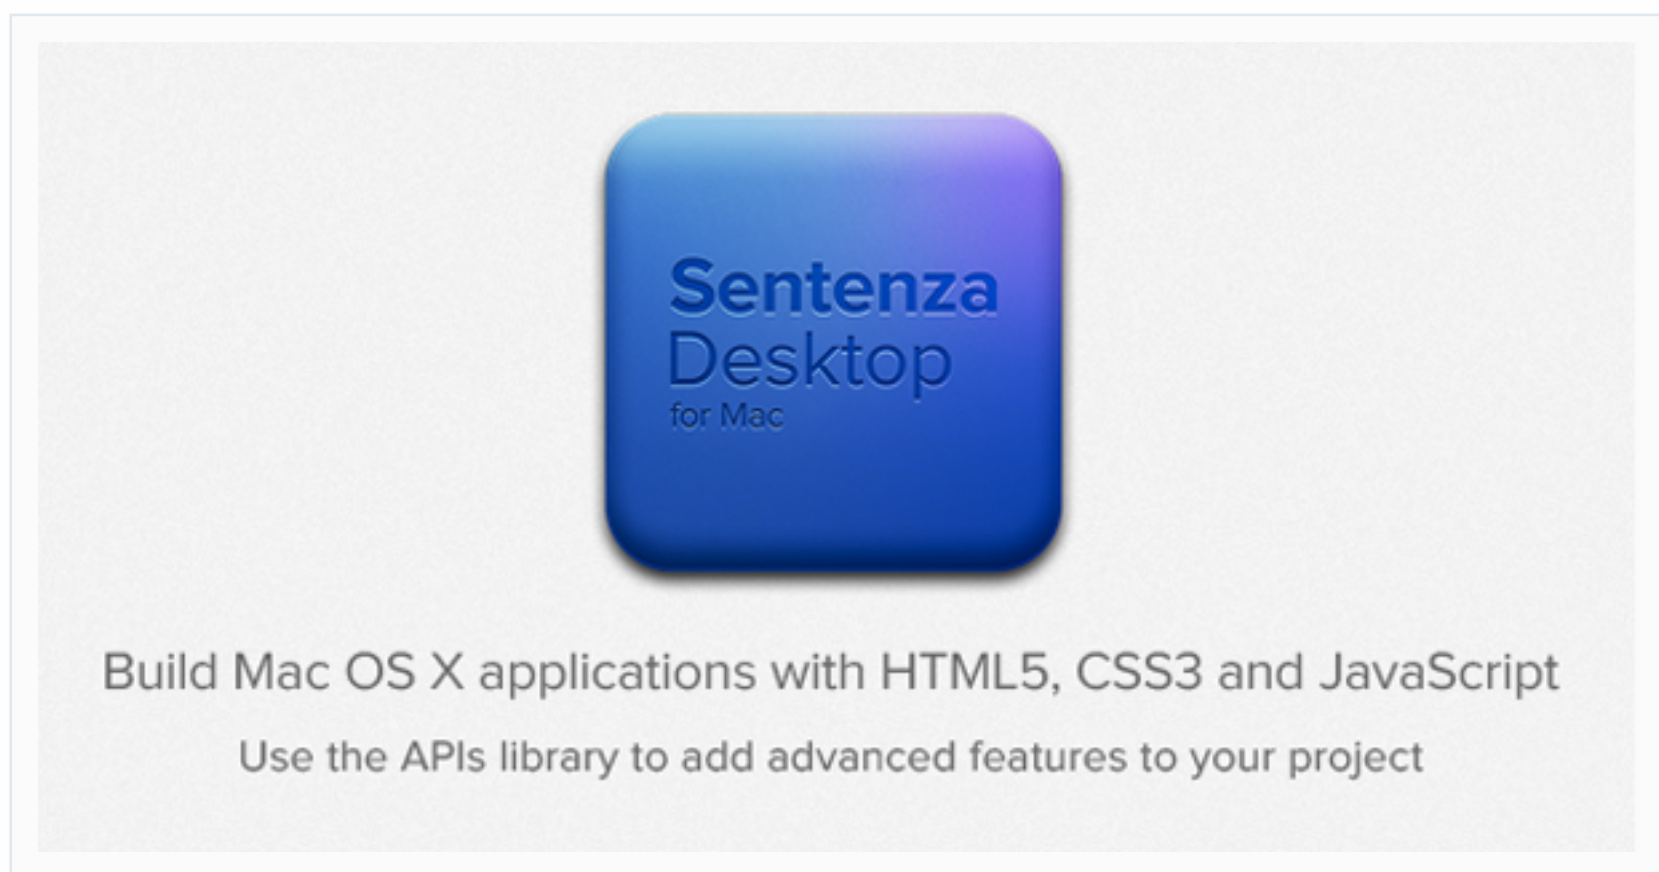 Sentenza
Desktop
for Mac
Build Mac OS X applications with HTML5, CSS3 and JavaScript
Use the APIs library to add advanced features to your project